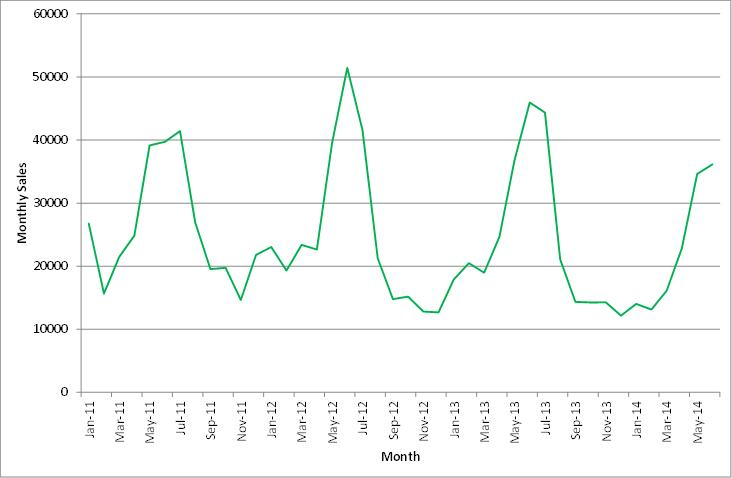 60000
50000
40000
30000
20000
10000
0
Monthly Sales
Jan-11
Mar-11
May-11
Jul-11
Sep-11
Nov-11
Jan-12
Mar-12
May-12
Jul-12
Sep-12
Nov-12
Jan-13
Mar-13
May-13
Jul-13
Sep-13
Nov-13
Jan-14
Mar-14
May-14
Month